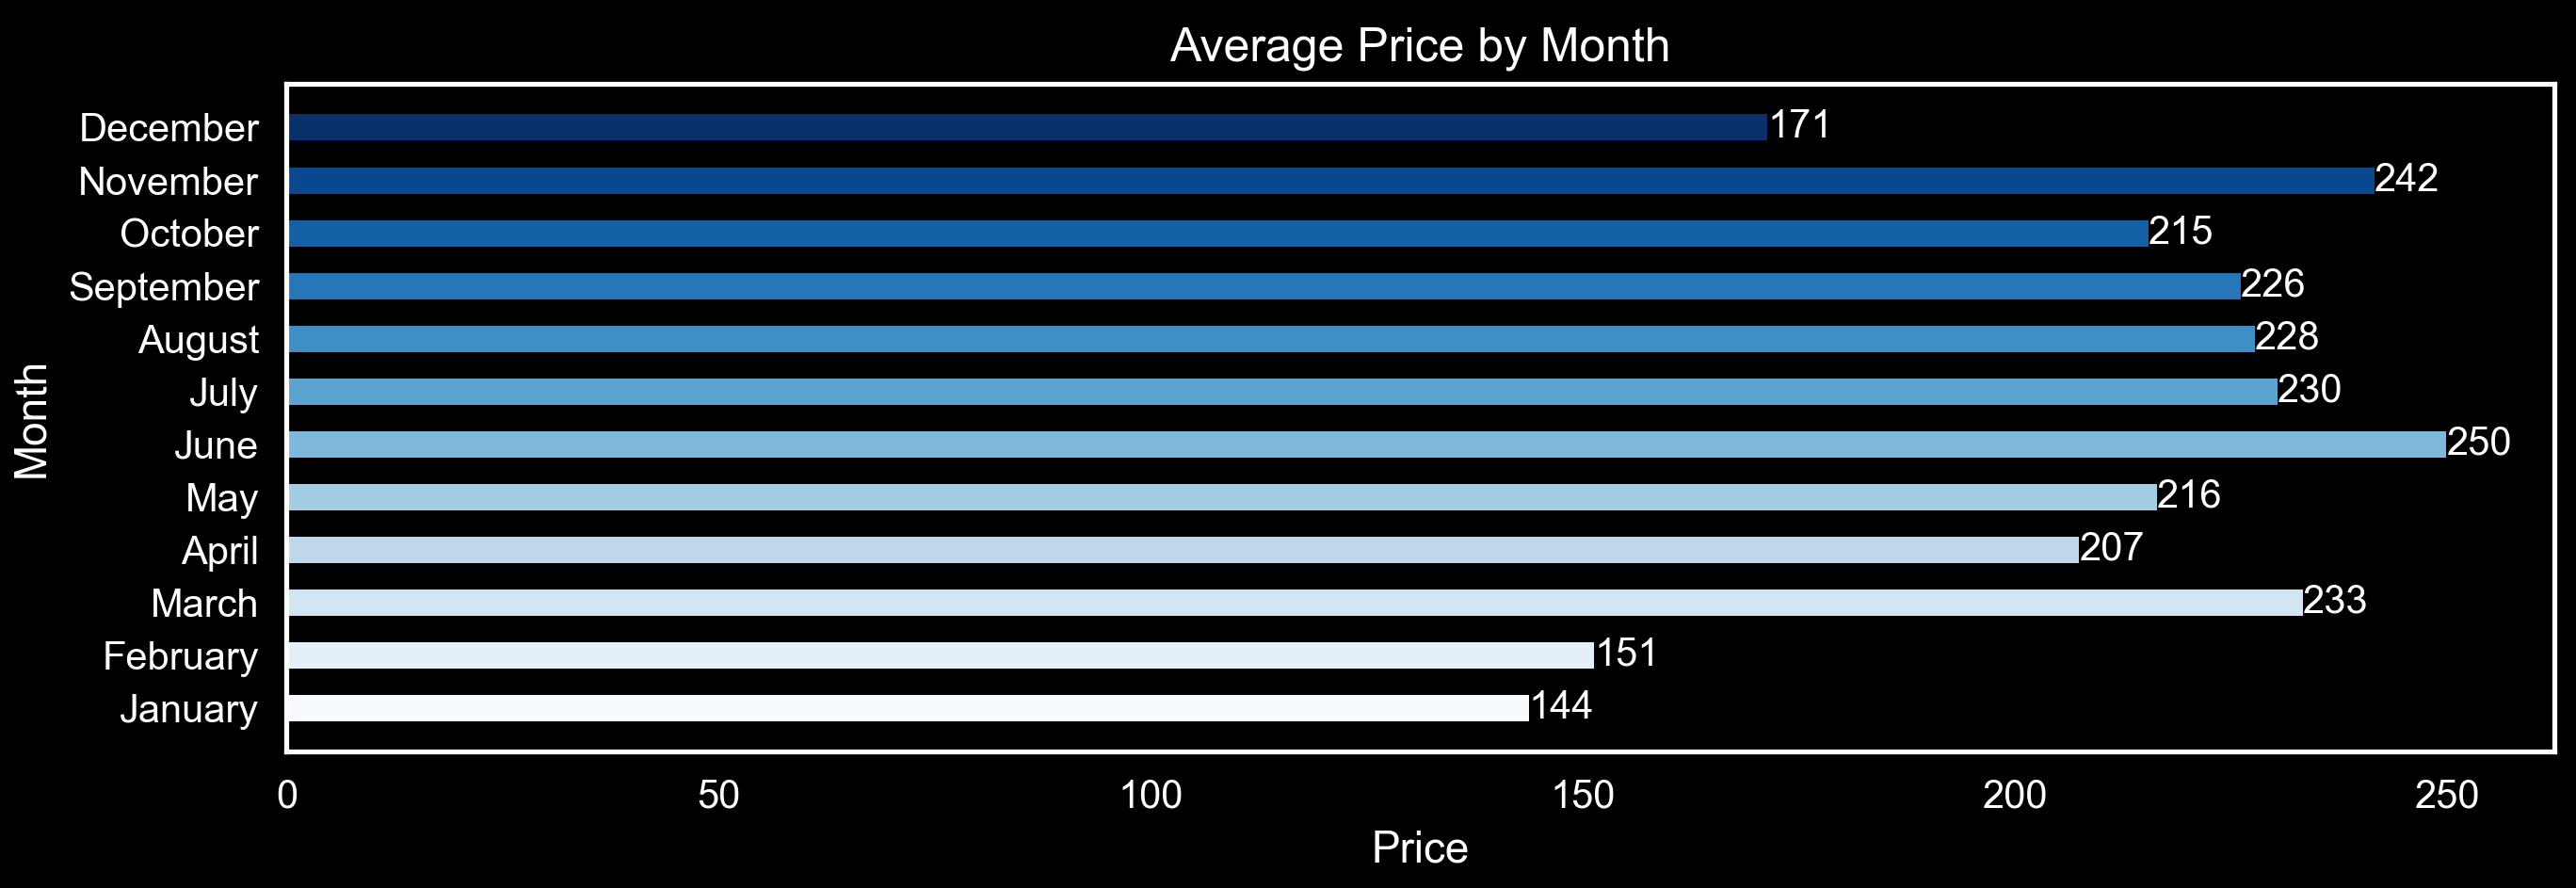 Average Price by Month
December 171
November 242
October 215
September 226
August 228
July 230
June 250
May 216
April 207
March 233
February 151
January 144
Month
0 50 100 150 200 250
Price